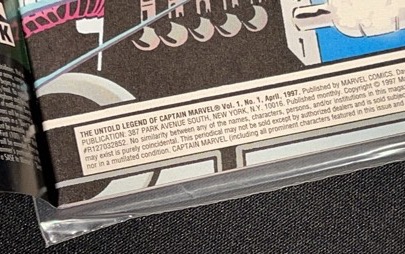 THE UNTOLD LEGEND OF CAPTAIN MARVEL® Vol. 1, No. 1, April, 1997. Published by MARVEL COMICS,
PUBLICATION: 387 PARK AVENUE SOUTH, NEW YORK, N.Y. 10016. Published monthly. Copyright © 1997
#R127032852. No similarity between any of the names, characters, persons, and/or institutions in this
may exist is purely coincidental. This periodical may not be sold except by authorized dealers and is sold
nor in a mutilated condition. CAPTAIN MARVEL (including all prominent characters featured in this issue and